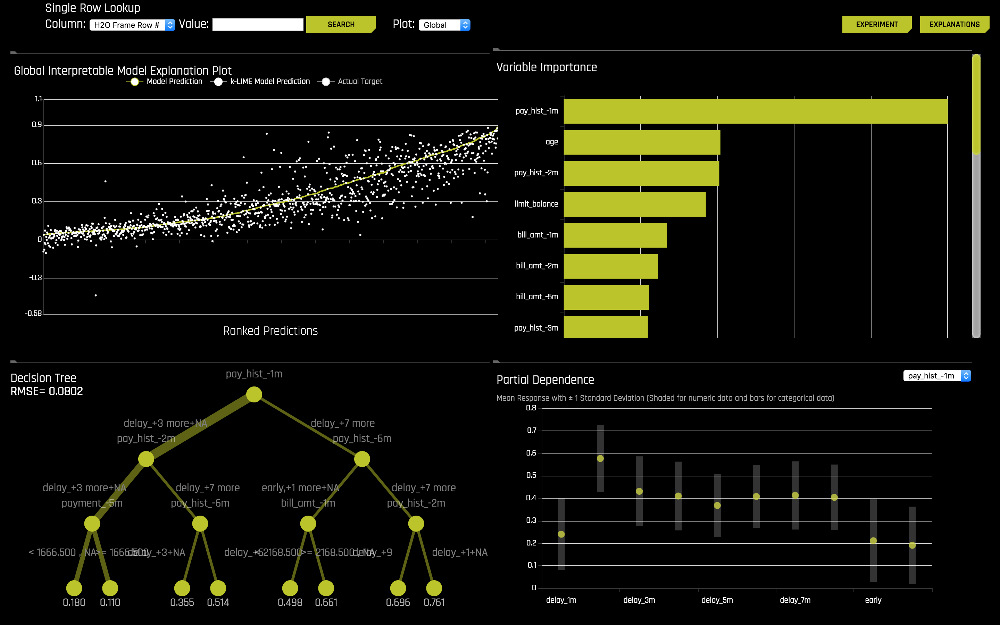 Single Row Lookup
Column: H2O Frame Row # Value: SEARCH Plot: Global EXPERIMENT EXPLANATIONS
Global Interpretable Model Explanation Plot
Model Prediction k-LIME Model Prediction Actual Target
1.1
0.9
0.6
0.3
0
-0.3
-0.58
Ranked Predictions
Variable Importance
pay_hist_-1m
age
pay_hist_-2m
limit_balance
bill_amt_-1m
bill_amt_-2m
bill_amt_-5m
pay_hist_-3m
Decision Tree
RMSE= 0.0802
pay_hist_-1m
delay_+3 more+NA delay_+7 more
pay_hist_-2m pay_hist_-6m
delay_+3 more+NA delay_+7 more early,+1 more+NA delay_+7 more
payment_-5m pay_hist_-6m bill_amt_-1m pay_hist_-2m
< 1666.500 , NA >= 1666.500 delay_+3+NA < 2168.500 >= 2168.500 , NA delay_+9 delay_+1+NA
0.180 0.110 0.355 0.514 0.498 0.661 0.696 0.761
Partial Dependence
pay_hist_-1m
Mean Response with ± 1 Standard Deviation (Shaded for numeric data and bars for categorical data)
0.8
0.7
0.6
0.5
0.4
0.3
0.2
0.1
0
delay_1m delay_3m delay_5m delay_7m early